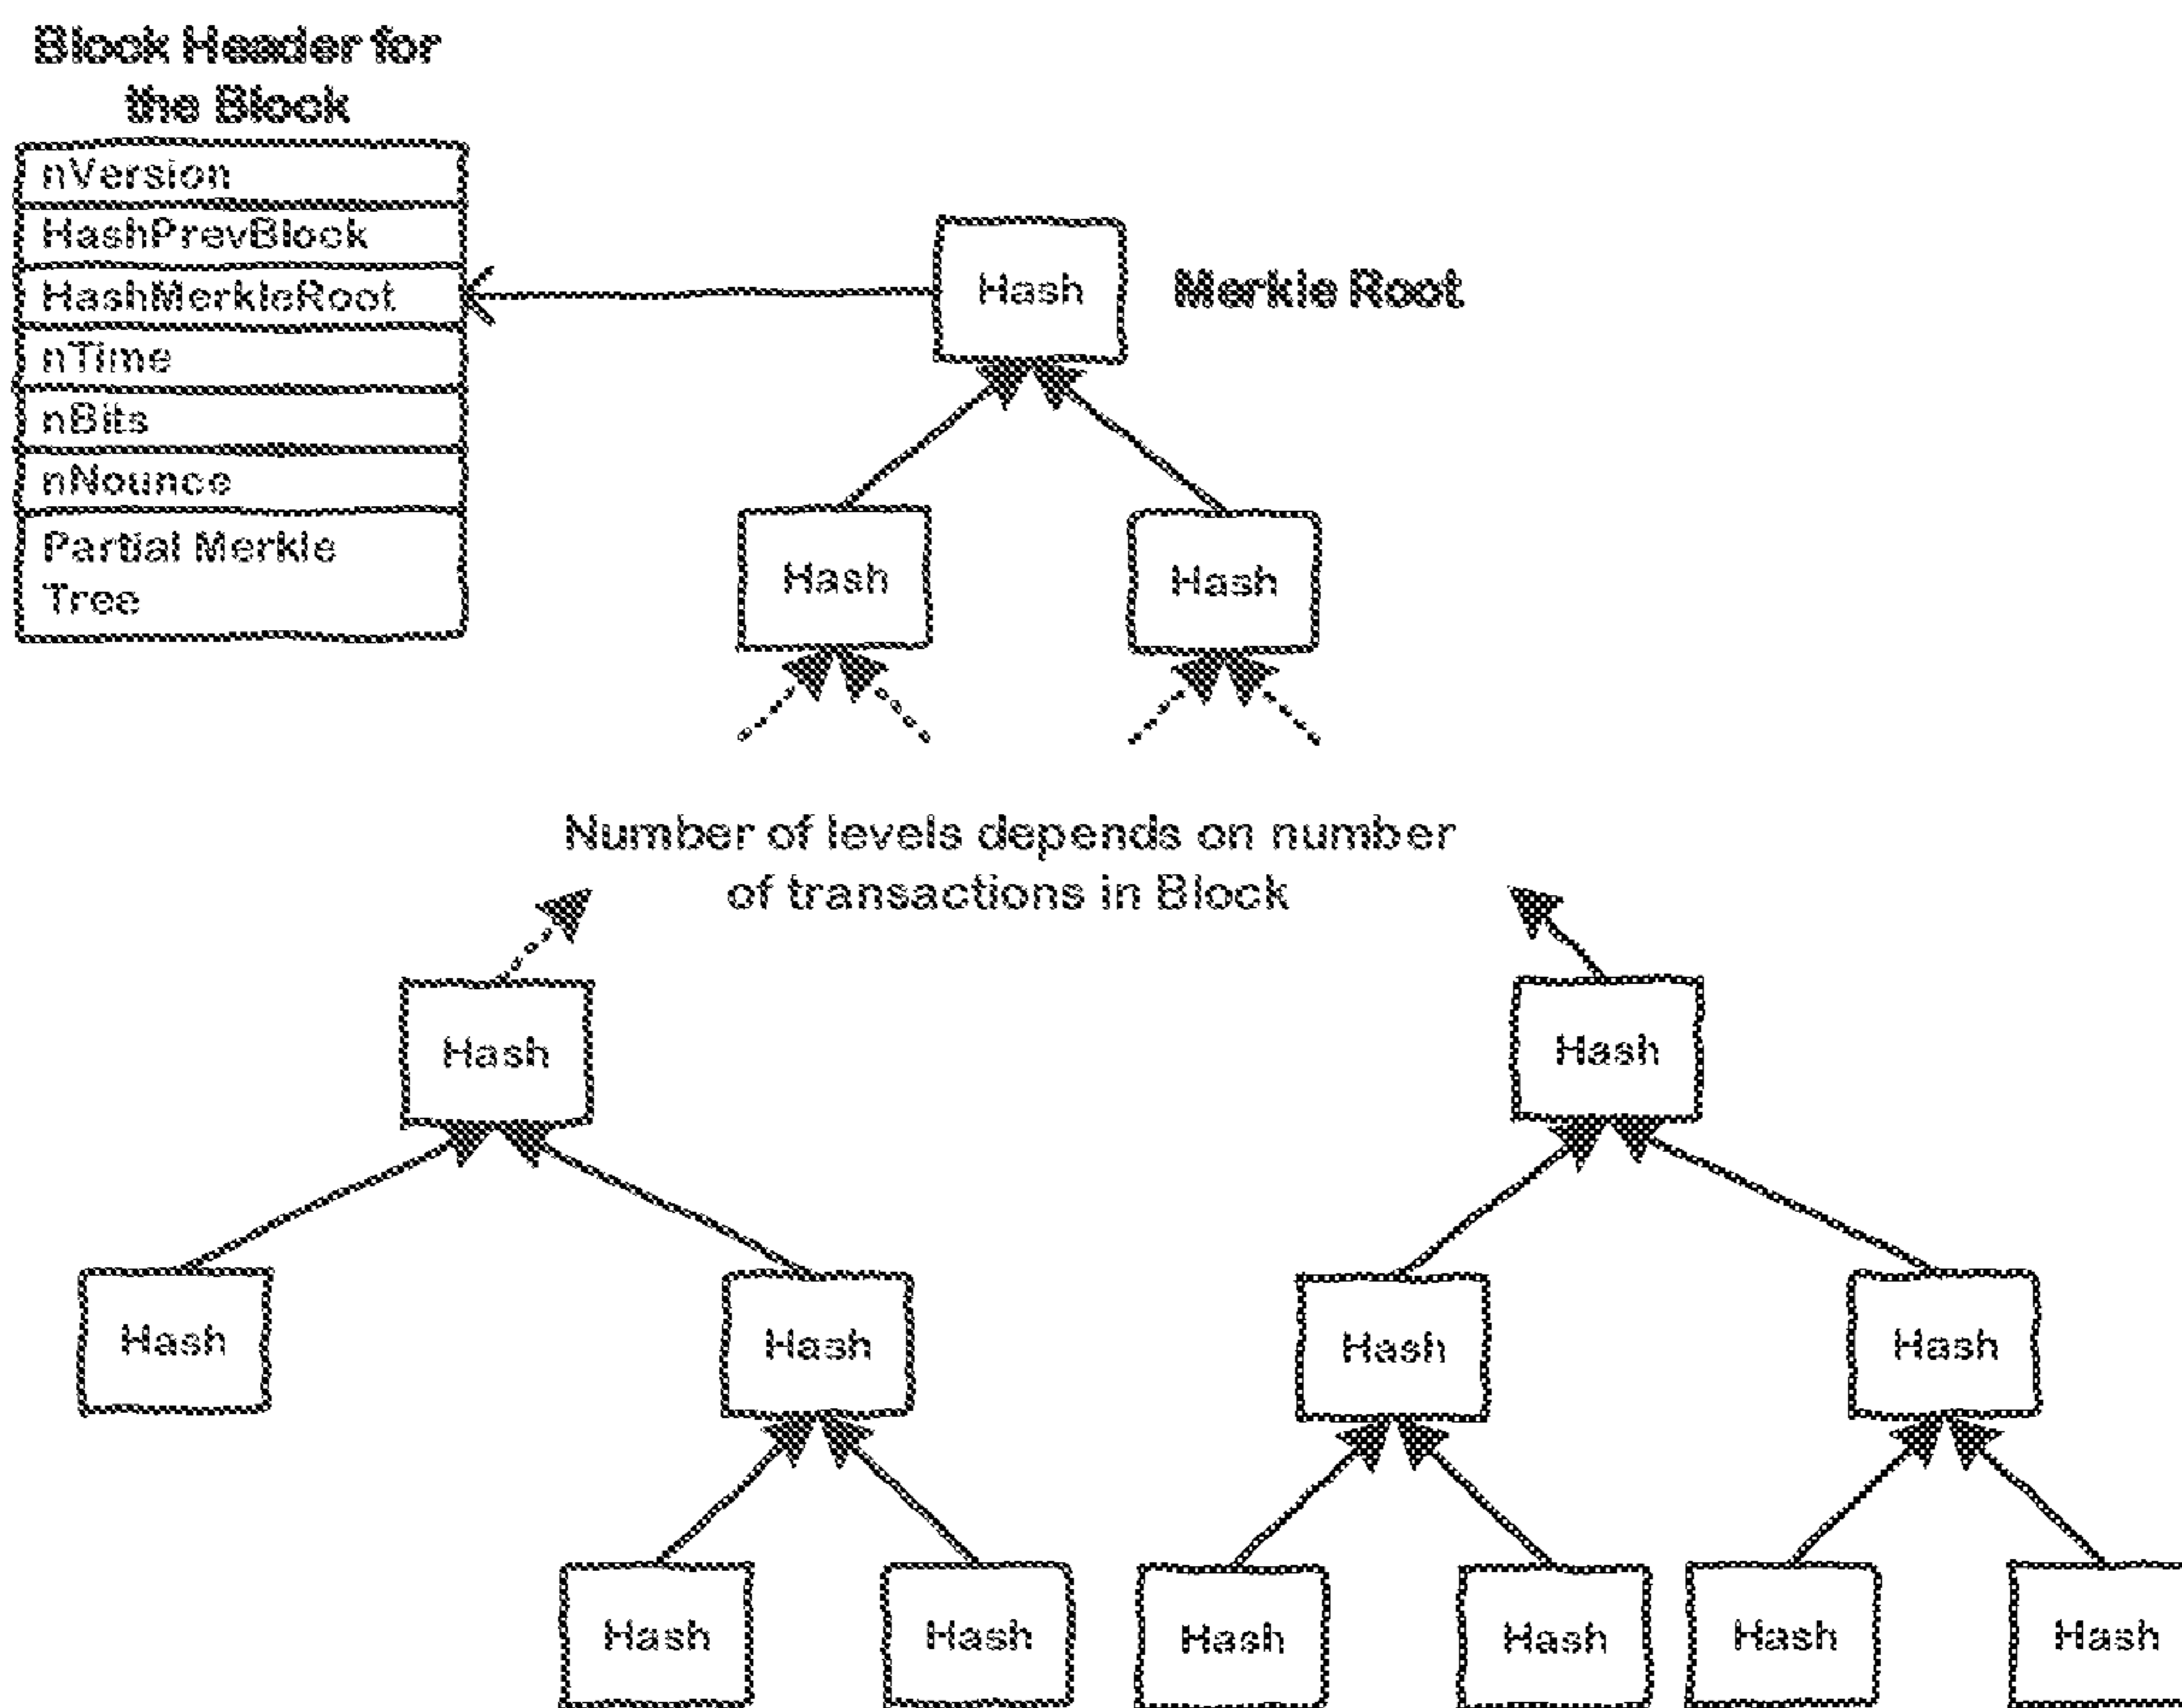 Block Header for
the Block
nVersion
HashPrevBlock
HashMerkleRoot
nTime
nBits
nNounce
Partial Merkle
Tree
Hash
Merkle Root
Hash
Hash
Number of levels depends on number
of transactions in Block
Hash
Hash
Hash
Hash
Hash
Hash
Hash
Hash
Hash
Hash
Hash
Hash